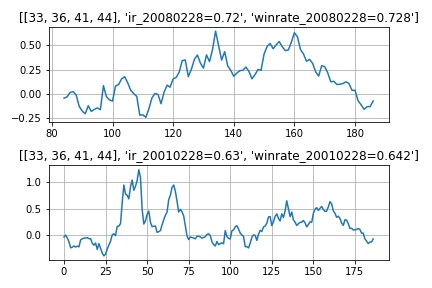 [[33, 36, 41, 44], 'ir_20080228=0.72', 'winrate_20080228=0.728']
0.50
0.25
0.00
−0.25
80 100 120 140 160 180
[[33, 36, 41, 44], 'ir_20010228=0.63', 'winrate_20010228=0.642']
1.0
0.5
0.0
0 25 50 75 100 125 150 175